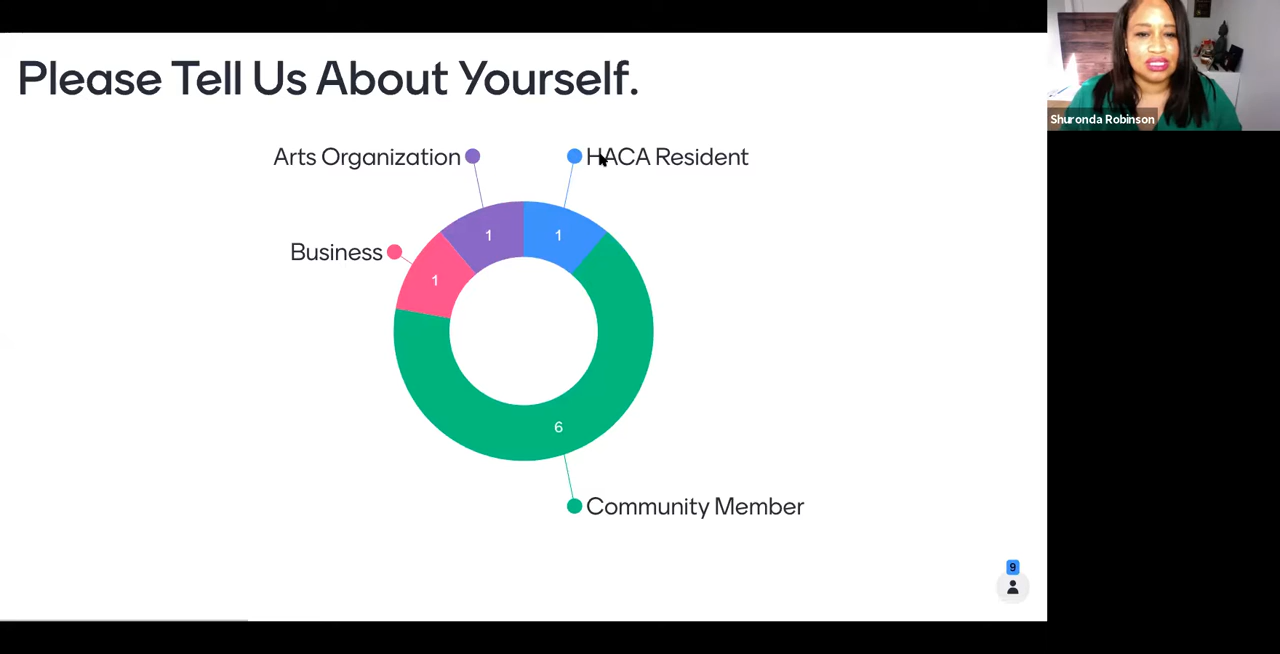 Please Tell Us About Yourself.
Shuronda Robinson
Arts Organization
HACA Resident
1
1
Business
1
6
Community Member
9